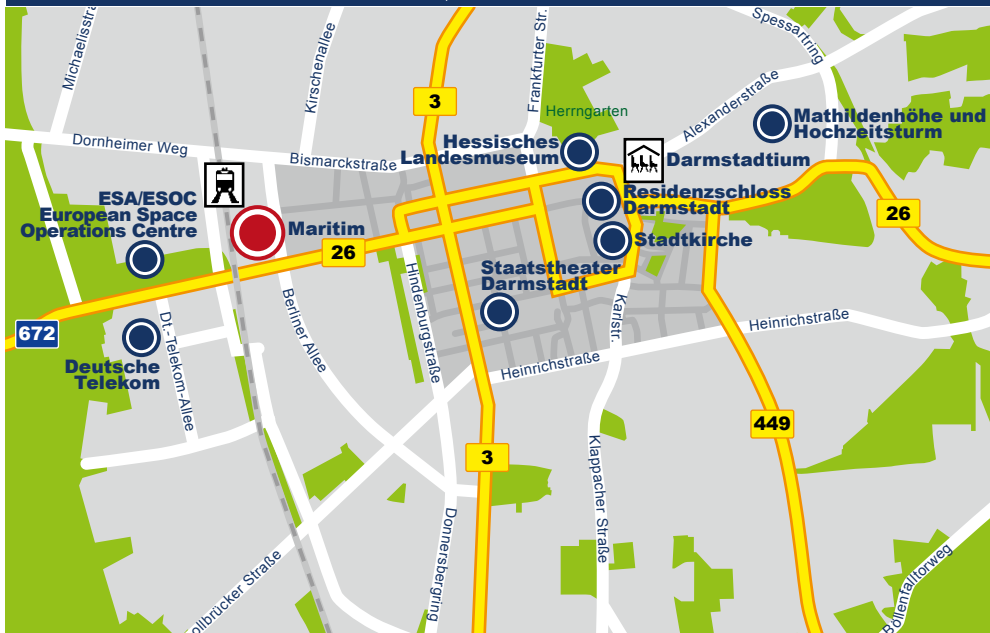 Michaelisstra
Kirschenallee
Frankfurter Str.
Spessartring
3
Herrngarten
Alexanderstraße
Mathildenhöhe und
Hochzeitsturm
Dornheimer Weg
Bismarckstraße
Hessisches
Landesmuseum
Darmstadtium
ESA/ESOC
European Space
Operations Centre
Maritim
26
Residenzschloss
Darmstadt
26
Stadtkirche
Staatstheater
Darmstadt
672
Deutsche
Telekom
Dt.-Telekom-Allee
Berliner Allee
Hindenburgstraße
Karlstr.
Heinrichstraße
Heinrichstraße
449
3
Klappacher Straße
Donnersbergring
ollbrücker Straße
Böllenfalltorweg